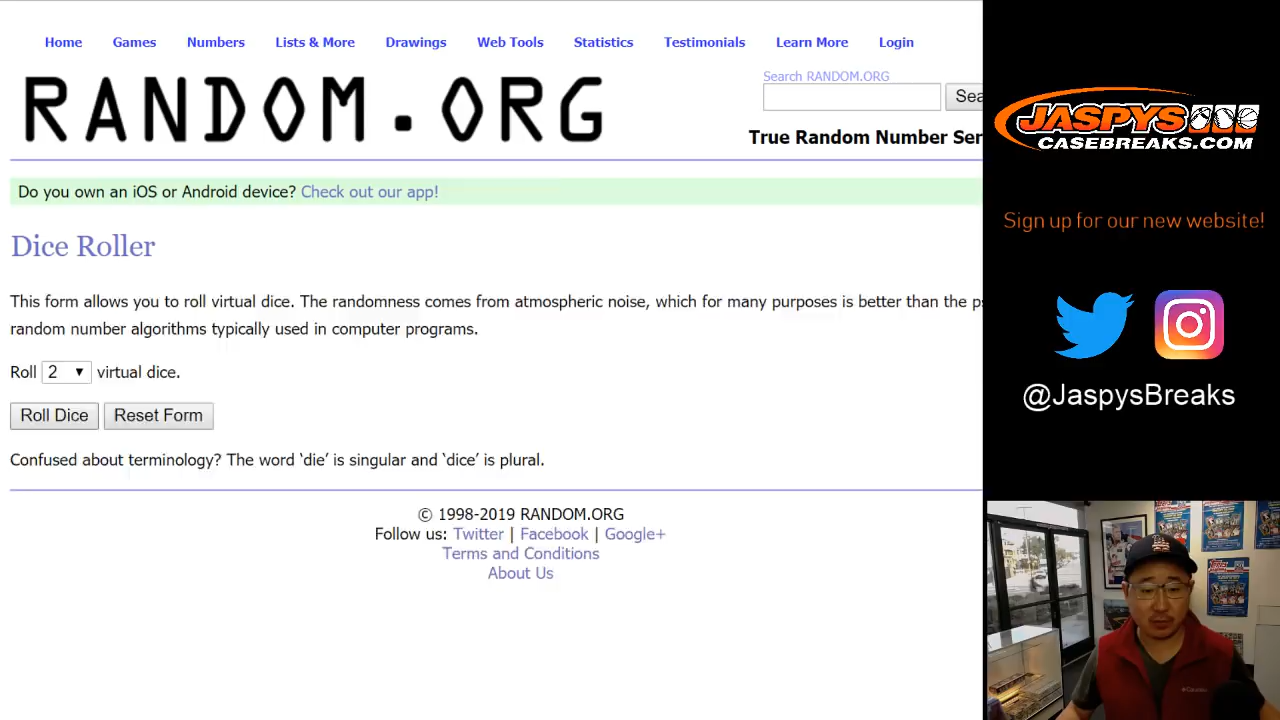 Home Games Numbers Lists & More Drawings Web Tools Statistics Testimonials Learn More Login
RANDOM.ORG
Search RANDOM.ORG
Sea
True Random Number Ser
Do you own an iOS or Android device? Check out our app!
Dice Roller
This form allows you to roll virtual dice. The randomness comes from atmospheric noise, which for many purposes is better than the ps
random number algorithms typically used in computer programs.
Roll 2 virtual dice.
Roll Dice Reset Form
Confused about terminology? The word ‘die’ is singular and ‘dice’ is plural.
© 1998-2019 RANDOM.ORG
Follow us: Twitter | Facebook | Google+
Terms and Conditions
About Us
JASPYS
CASEBREAKS.COM
Sign up for our new website!
@JaspysBreaks